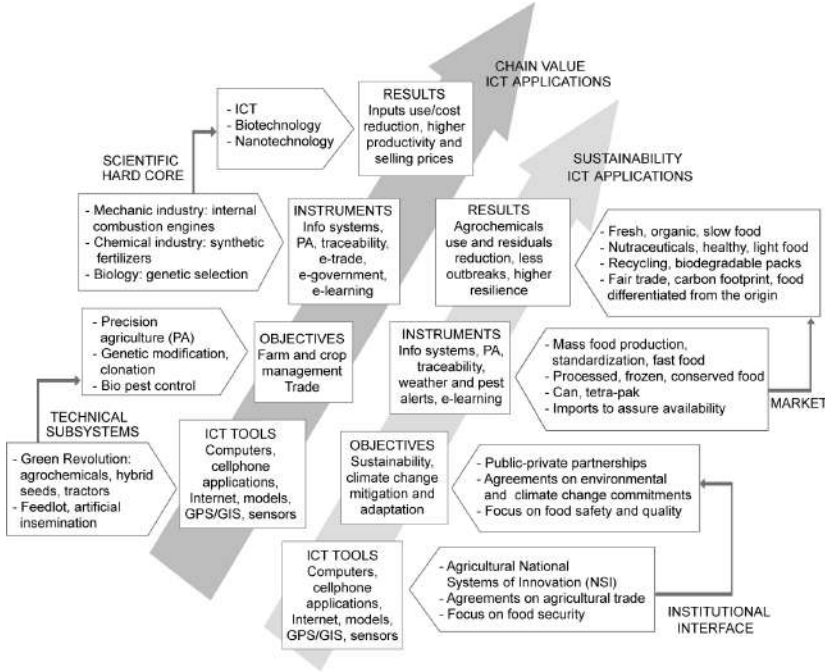 CHAIN VALUE
ICT APPLICATIONS
- ICT
- Biotechnology
- Nanotechnology
RESULTS
Inputs use/cost
reduction, higher
productivity and
selling prices
SCIENTIFIC
HARD CORE
SUSTAINABILITY
ICT APPLICATIONS
- Mechanic industry: internal
combustion engines
- Chemical industry: synthetic
fertilizers
- Biology: genetic selection
INSTRUMENTS
Info systems,
PA, traceability,
e-trade,
e-government,
e-learning
RESULTS
Agrochemicals
use and residuals
reduction, less
outbreaks, higher
resilience
- Fresh, organic, slow food
- Nutraceuticals, healthy, light food
- Recycling, biodegradable packs
- Fair trade, carbon footprint, food
differentiated from the origin
- Precision
agriculture (PA)
- Genetic modification,
clonation
- Bio pest control
OBJECTIVES
Farm and crop
management
Trade
INSTRUMENTS
Info systems, PA,
traceability,
weather and pest
alerts, e-learning
- Mass food production,
standardization, fast food
- Processed, frozen, conserved food
- Can, tetra-pak
- Imports to assure availability
MARKET
TECHNICAL
SUBSYSTEMS
- Green Revolution:
agrochemicals, hybrid
seeds, tractors
- Feedlot, artificial
insemination
ICT TOOLS
Computers,
cellphone
applications,
Internet, models,
GPS/GIS, sensors
OBJECTIVES
Sustainability,
climate change
mitigation and
adaptation
- Public-private partnerships
- Agreements on environmental
and climate change commitments
- Focus on food safety and quality
ICT TOOLS
Computers,
cellphone
applications,
Internet, models,
GPS/GIS, sensors
- Agricultural National
Systems of Innovation (NSI)
- Agreements on agricultural trade
- Focus on food security
INSTITUTIONAL
INTERFACE